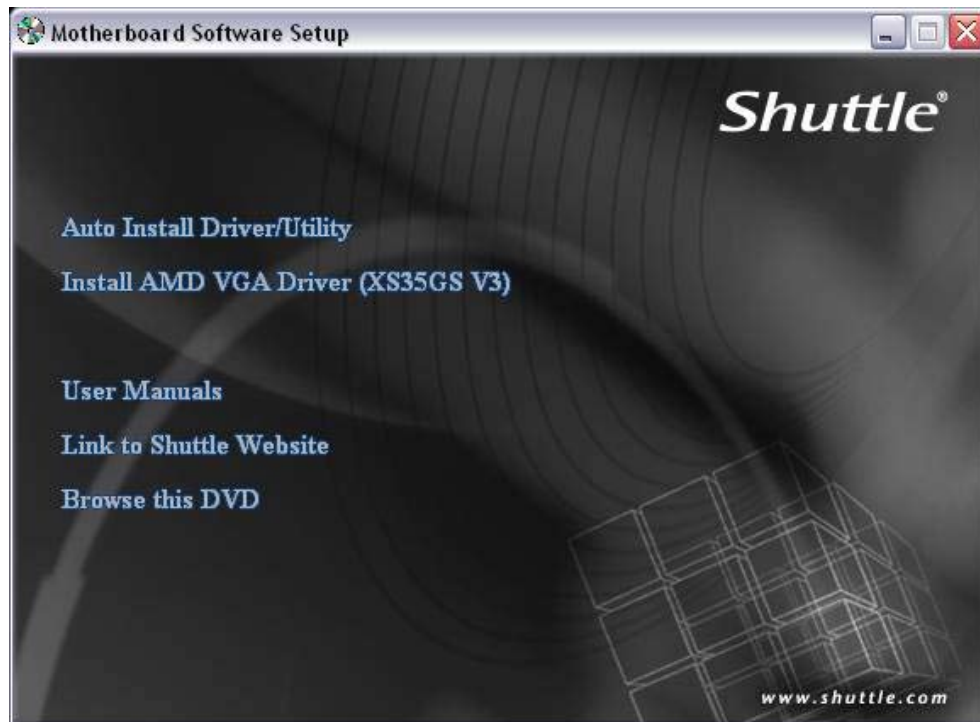 Motherboard Software Setup
Shuttle®
Auto Install Driver/Utility
Install AMD VGA Driver (XS35GS V3)
User Manuals
Link to Shuttle Website
Browse this DVD
www.shuttle.com